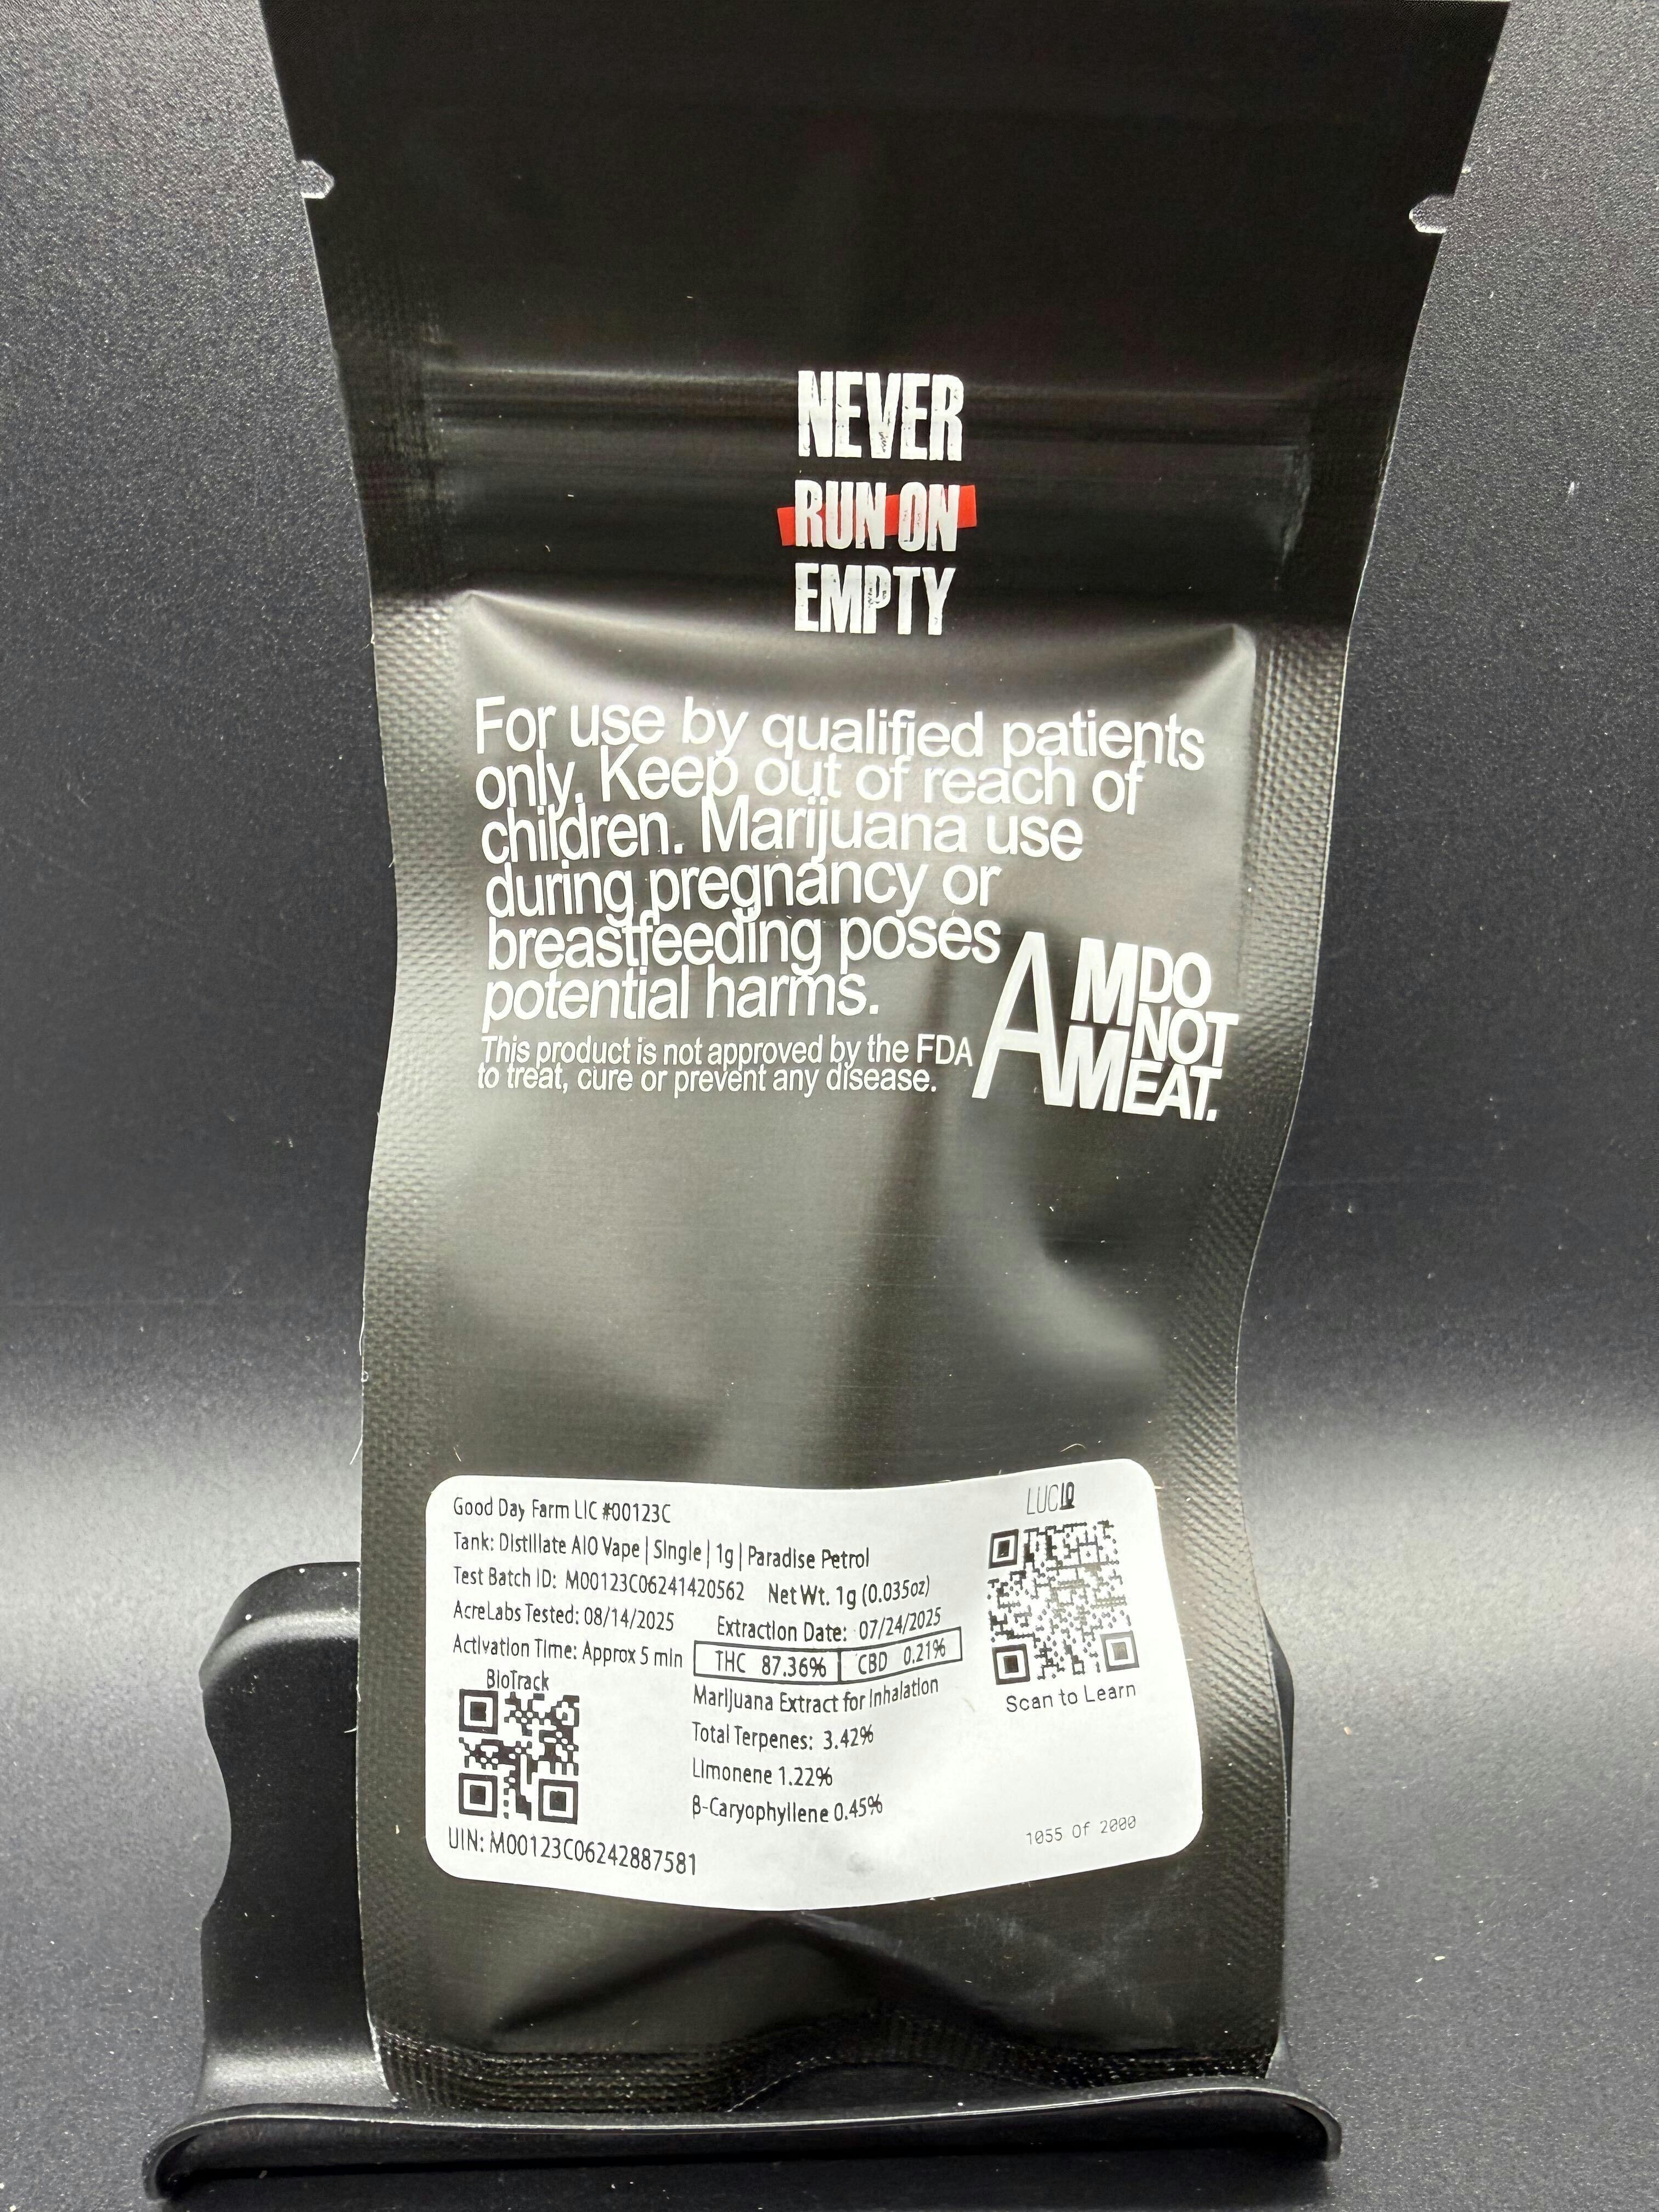 NEVER
RUN ON
EMPTY
For use by qualified patients
only. Keep out of reach of
children. Marijuana use
during pregnancy or
breastfeeding poses
potential harms.
This product is not approved by the FDA
to treat, cure or prevent any disease.
AMM
DO
NOT
MEAT.
Good Day Farm LIC #00123C
Tank: Distillate AIO Vape | Single | 1g | Paradise Petrol
Test Batch ID: M00123C06241420562 Net Wt. 1g (0.035oz)
AcreLabs Tested: 08/14/2025 Extraction Date: 07/24/2025
Activation Time: Approx 5 min THC 87.36% CBD 0.21%
BioTrack
Marijuana Extract for Inhalation
Total Terpenes: 3.42%
Limonene 1.22%
β-Caryophyllene 0.45%
UIN: M00123C06242887581
LUCID
Scan to Learn
1055 Of 2000